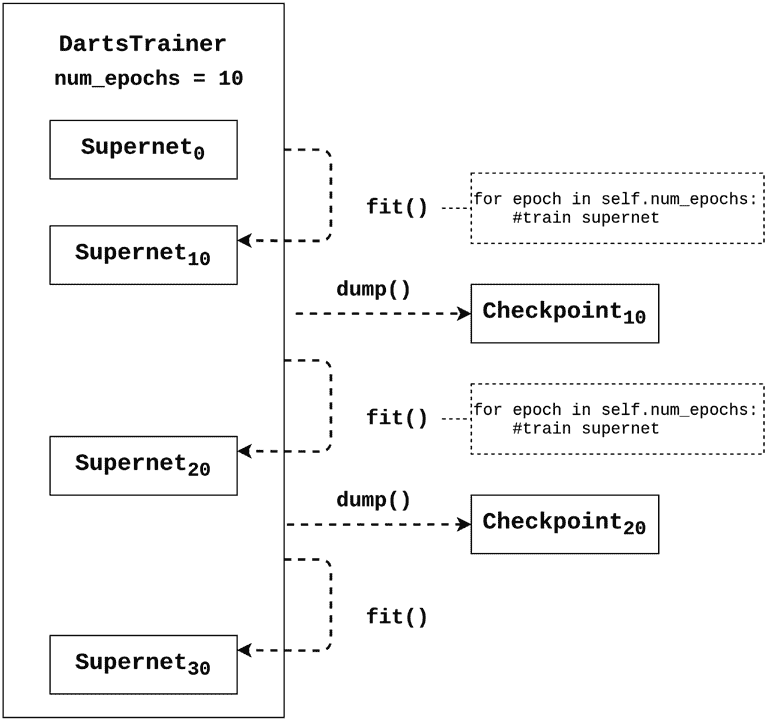 DartsTrainer
num_epochs = 10
Supernet₀
fit()
for epoch in self.num_epochs:
#train supernet
Supernet₁₀
dump()
Checkpoint₁₀
fit()
for epoch in self.num_epochs:
#train supernet
Supernet₂₀
dump()
Checkpoint₂₀
fit()
Supernet₃₀